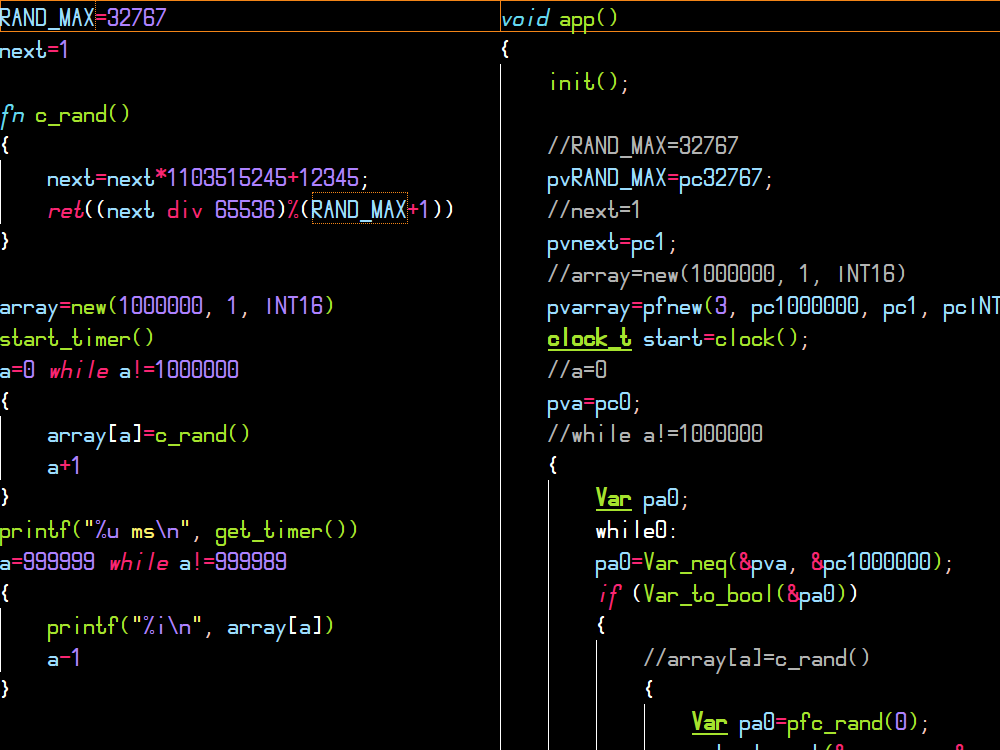 RAND_MAX=32767
next=1
fn c_rand()
{
next=next*1103515245+12345;
ret((next div 65536)%(RAND_MAX+1))
}
array=new(1000000, 1, INT16)
start_timer()
a=0 while a!=1000000
{
array[a]=c_rand()
a+1
}
printf("%u ms\n", get_timer())
a=999999 while a!=999989
{
printf("%i\n", array[a])
a-1
}
void app()
{
init();
//RAND_MAX=32767
pvRAND_MAX=pc32767;
//next=1
pvnext=pc1;
//array=new(1000000, 1, INT16)
pvarray=pfnew(3, pc1000000, pc1, pcINT
clock_t start=clock();
//a=0
pva=pc0;
//while a!=1000000
{
Var pa0;
while0:
pa0=Var_neq(&pva, &pc1000000);
if (Var_to_bool(&pa0))
{
//array[a]=c_rand()
{
Var pa0=pfc_rand(0);